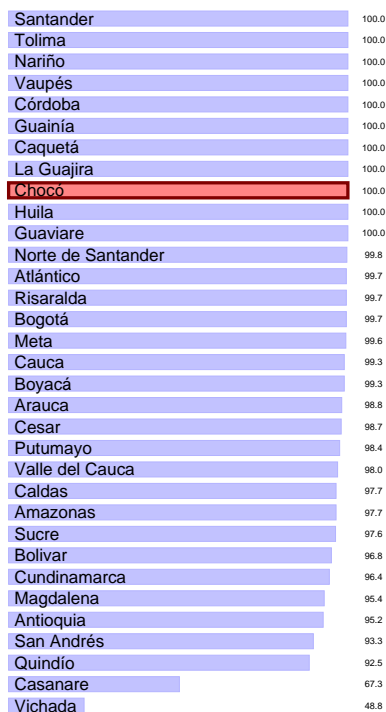 Santander 100.0
Tolima 100.0
Nariño 100.0
Vaupés 100.0
Córdoba 100.0
Guainía 100.0
Caquetá 100.0
La Guajira 100.0
Chocó 100.0
Huila 100.0
Guaviare 100.0
Norte de Santander 99.8
Atlántico 99.7
Risaralda 99.7
Bogotá 99.7
Meta 99.6
Cauca 99.3
Boyacá 99.3
Arauca 98.8
Cesar 98.7
Putumayo 98.4
Valle del Cauca 98.0
Caldas 97.7
Amazonas 97.7
Sucre 97.6
Bolivar 96.8
Cundinamarca 96.4
Magdalena 95.4
Antioquia 95.2
San Andrés 93.3
Quindío 92.5
Casanare 67.3
Vichada 48.8